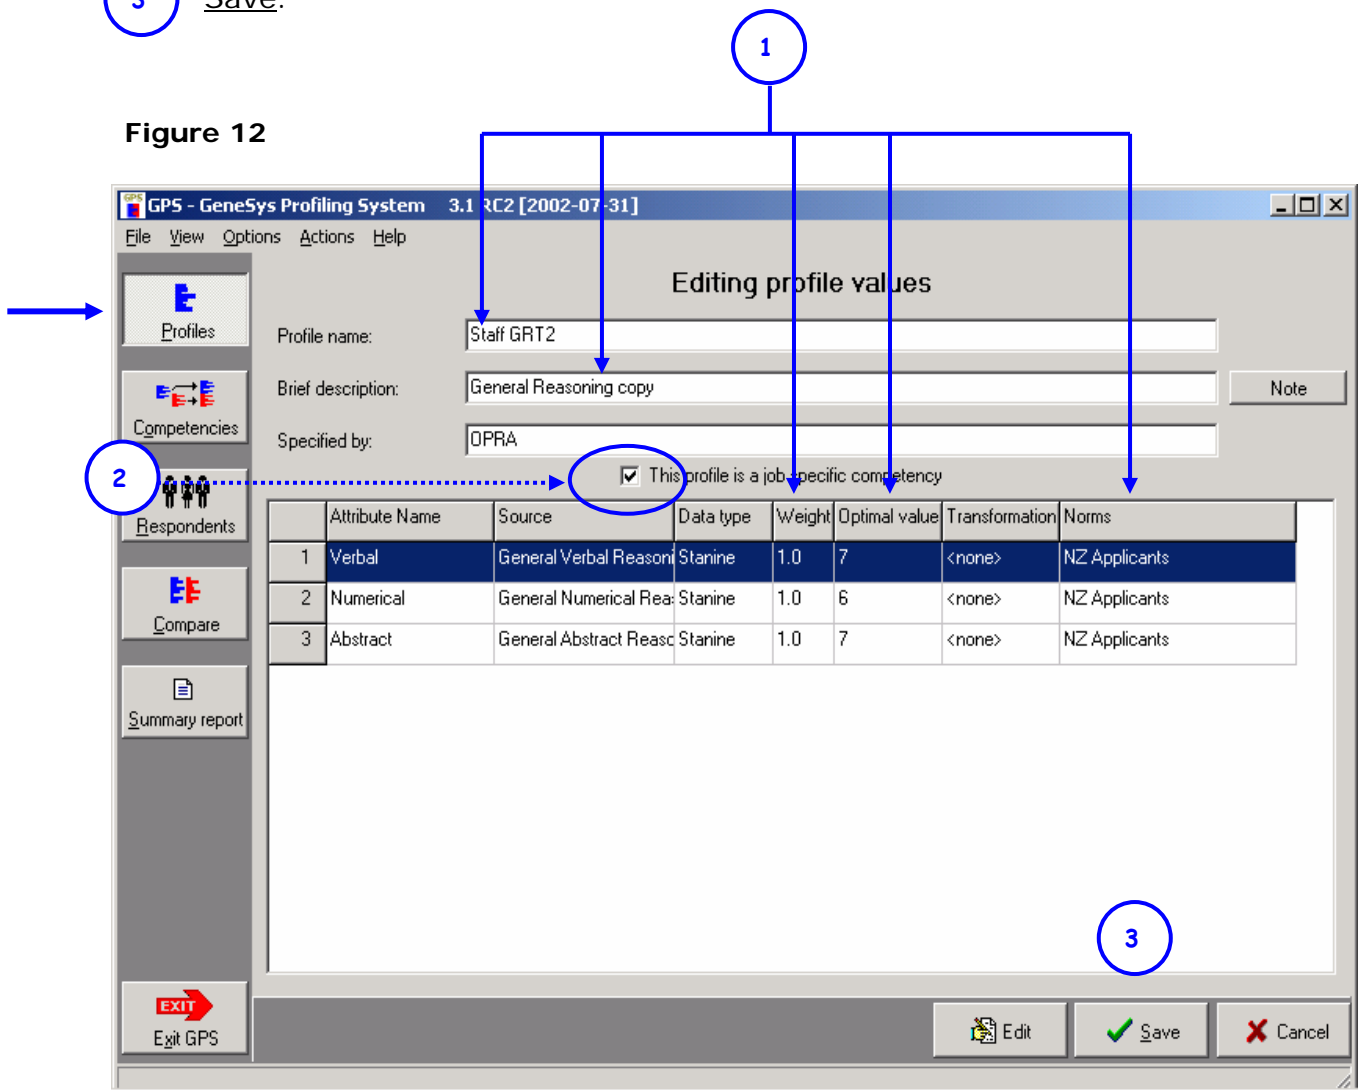 3 Save.
1
Figure 12
GPS - GeneSys Profiling System 3.1 RC2 [2002-07-31]
File View Options Actions Help
Editing profile values
Profiles
Profile name: Staff GRT2
Brief description: General Reasoning copy Note
Competencies
Specified by: OPRA
2 This profile is a job specific competency
Respondents
Attribute Name Source Data type Weight Optimal value Transformation Norms
1 Verbal General Verbal Reasoni Stanine 1.0 7 <none> NZ Applicants
2 Numerical General Numerical Rea Stanine 1.0 6 <none> NZ Applicants
Compare
3 Abstract General Abstract Reaso Stanine 1.0 7 <none> NZ Applicants
Summary report
3
EXIT
Exit GPS
Edit Save Cancel